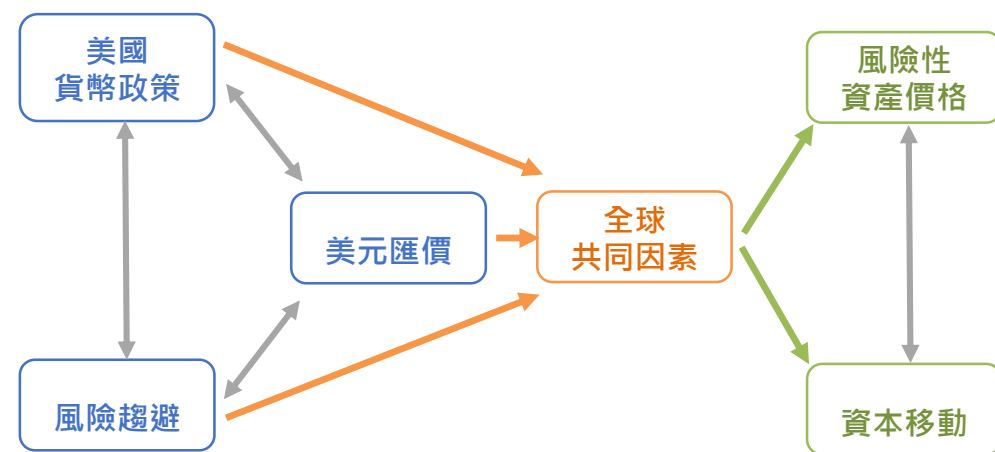 美國
貨幣政策
風險性
資產價格
美元匯價
全球
共同因素
風險趨避
資本移動